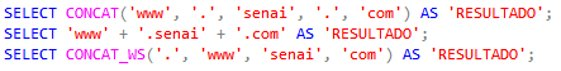 SELECT CONCAT('www', '.', 'senai', '.', 'com') AS 'RESULTADO';
SELECT 'www' + '.senai' + '.com' AS 'RESULTADO';
SELECT CONCAT_WS('.', 'www', 'senai', 'com') AS 'RESULTADO';